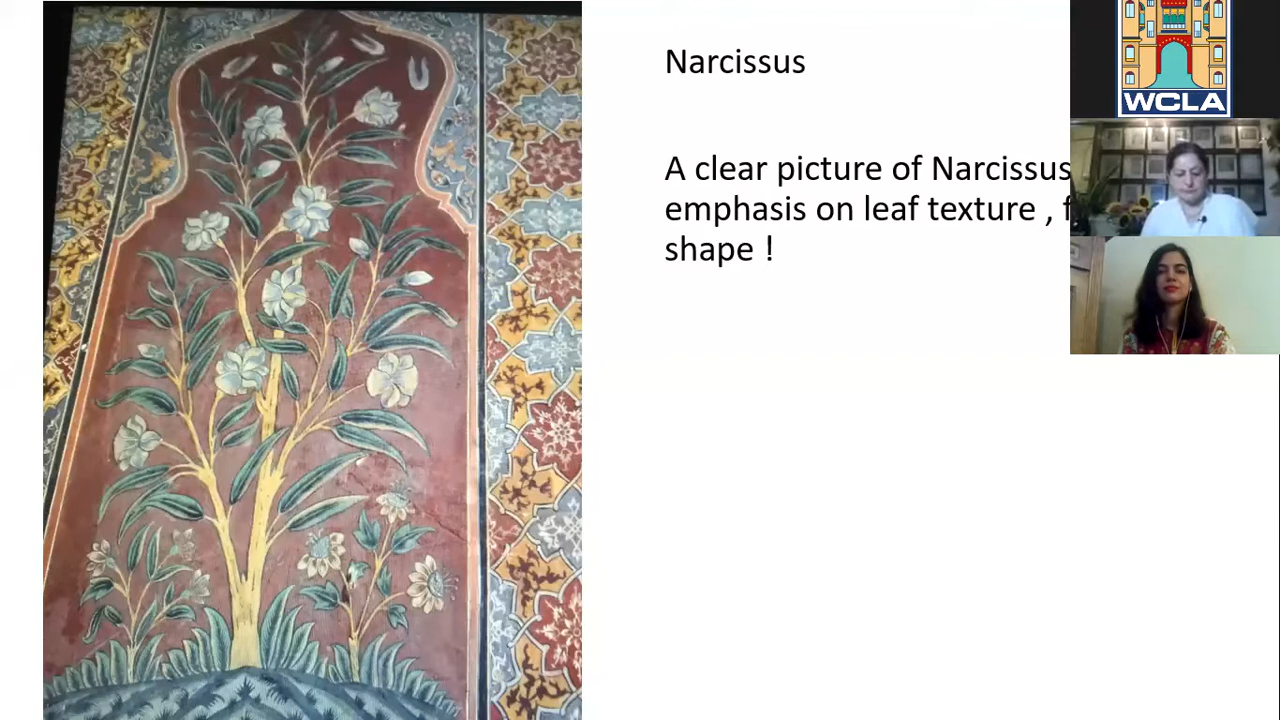 Narcissus
A clear picture of Narcissus
emphasis on leaf texture ,
shape !
WCLA